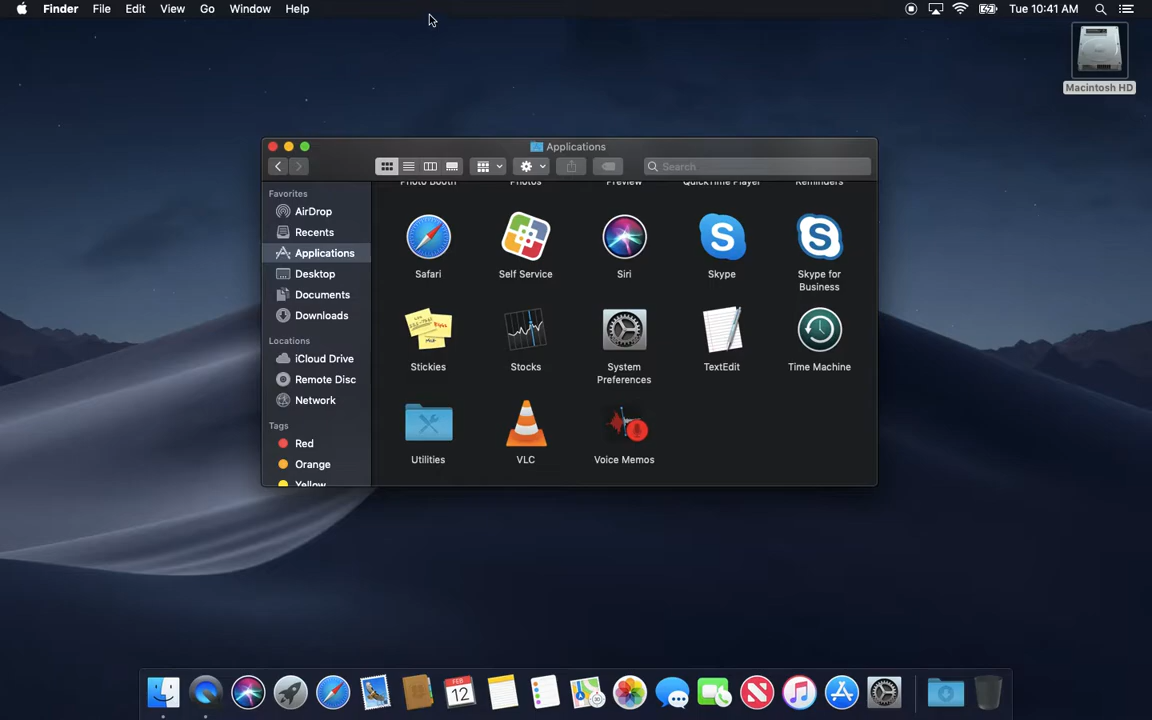 Finder File Edit View Go Window Help Tue 10:41 AM
Macintosh HD
Applications
Search
Favorites
AirDrop
Recents
Applications
Desktop
Documents
Downloads
Locations
iCloud Drive
Remote Disc
Network
Tags
Red
Orange
Yellow
Photo Booth Photos Preview QuickTime Player Reminders
Safari Self Service Siri Skype Skype for
Business
Stickies Stocks System TextEdit Time Machine
Preferences
Utilities VLC Voice Memos
FEB
12